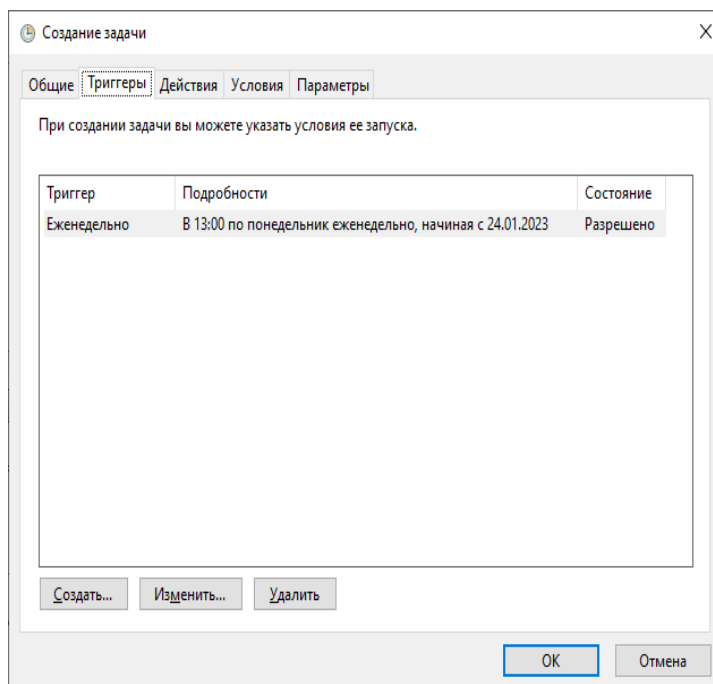 Создание задачи
Общие Триггеры Действия Условия Параметры
При создании задачи вы можете указать условия ее запуска.
Триггер Подробности Состояние
Еженедельно В 13:00 по понедельник еженедельно, начиная с 24.01.2023 Разрешено
Создать... Изменить... Удалить
OK Отмена